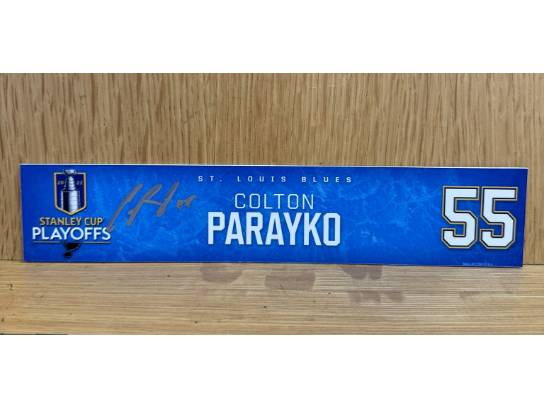 ST. LOUIS BLUES
COLTON
PARAYKO
55
STANLEY CUP
PLAYOFFS